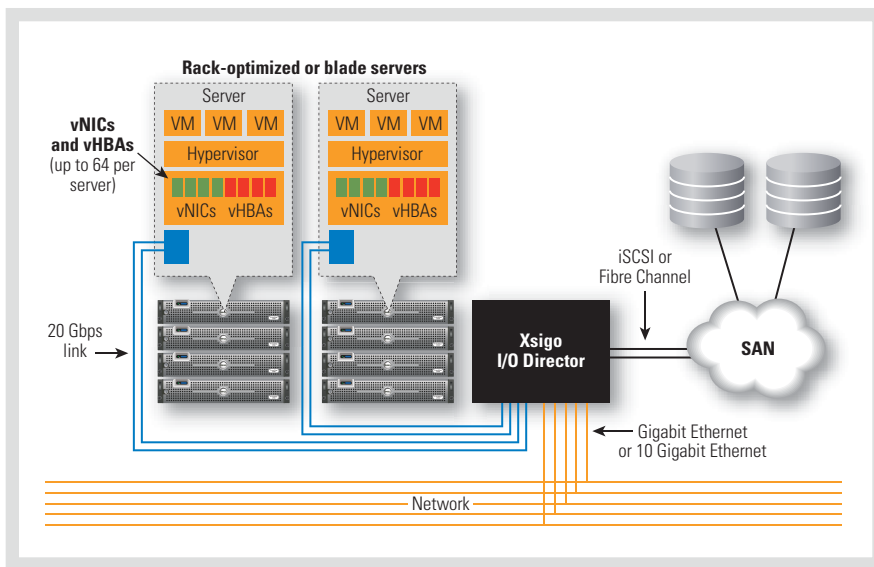 Rack-optimized or blade servers
Server
VM VM VM
Hypervisor
vNICs vHBAs
Server
VM VM VM
Hypervisor
vNICs vHBAs
vNICs
and vHBAs
(up to 64 per
server)
20 Gbps
link
Xsigo
I/O Director
iSCSI or
Fibre Channel
SAN
Gigabit Ethernet
or 10 Gigabit Ethernet
Network